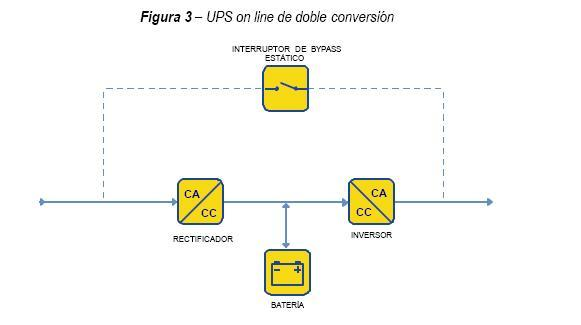 Figura 3 – UPS on line de doble conversión
INTERRUPTOR DE BYPASS
ESTÁTICO
CA
CC
CA
CC
RECTIFICADOR
INVERSOR
BATERÍA